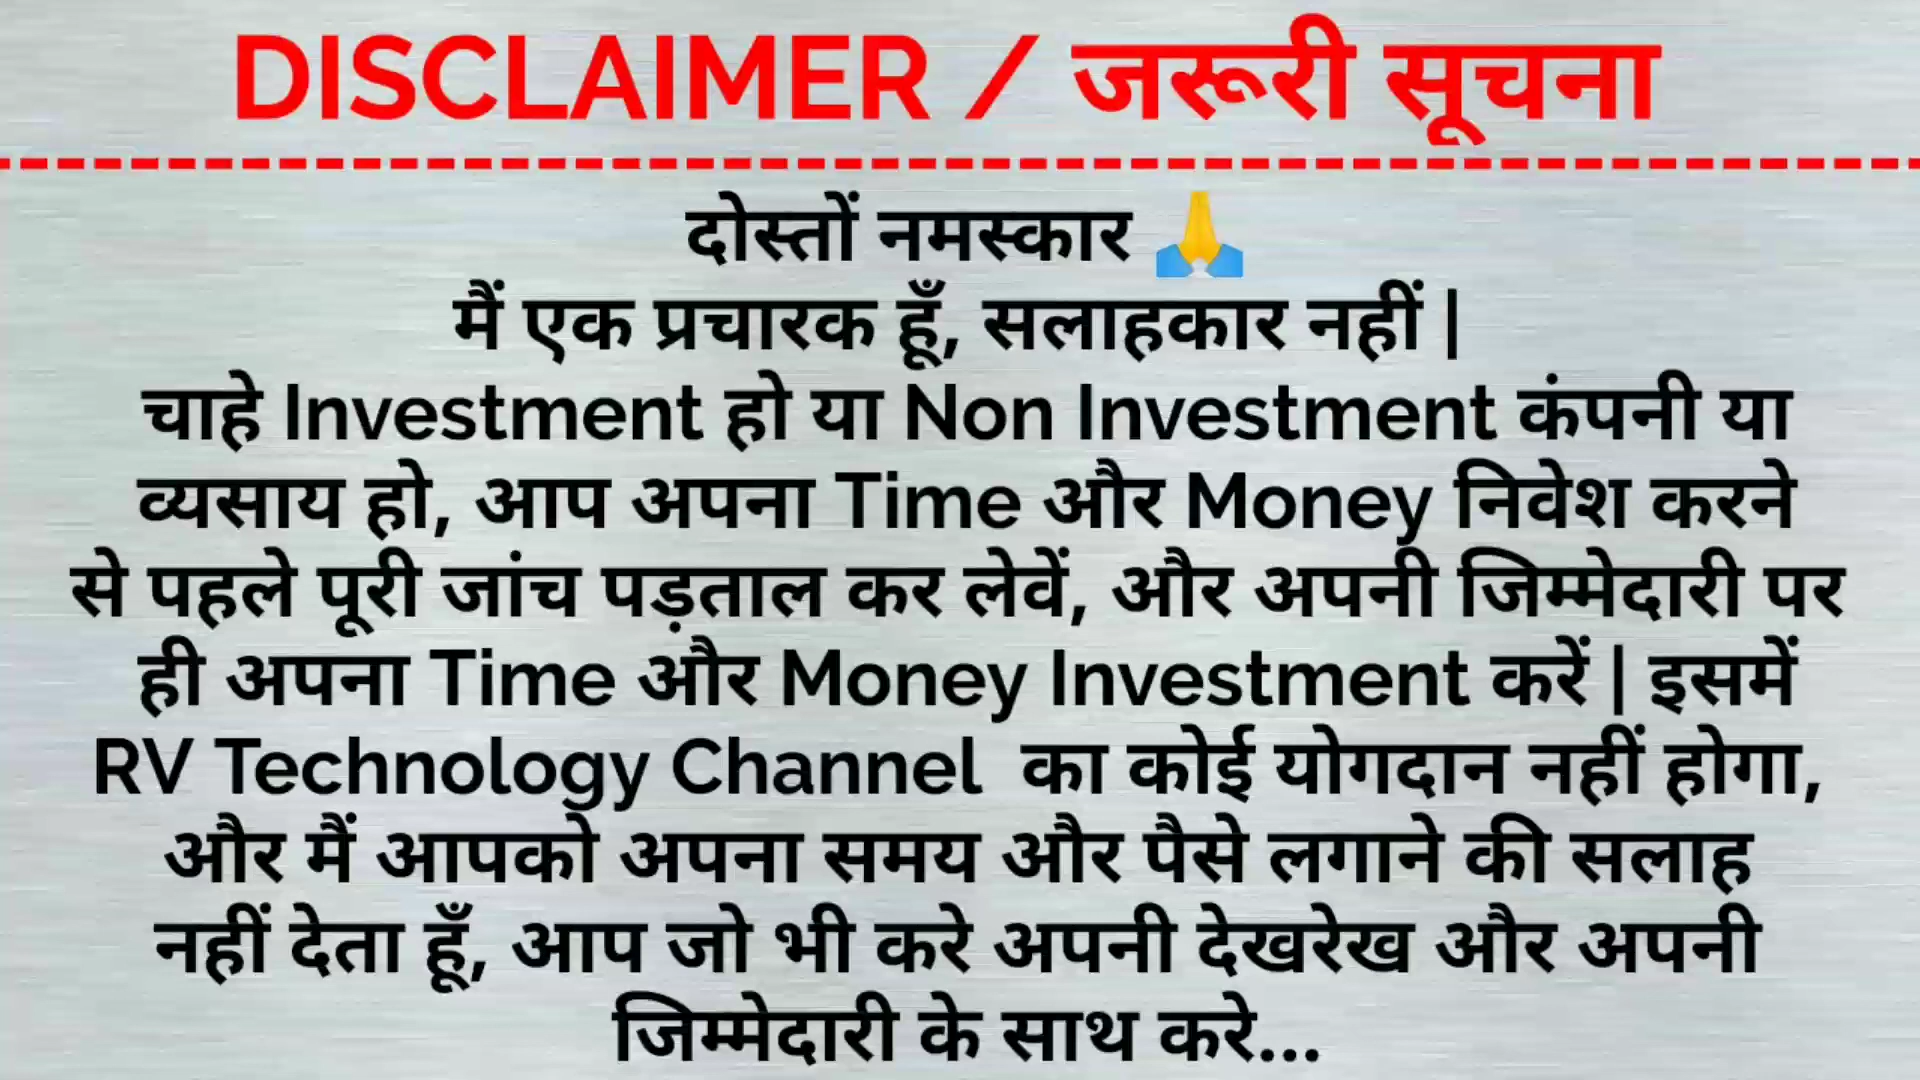 DISCLAIMER / जरूरी सूचना
दोस्तों नमस्कार 🙏
मैं एक प्रचारक हूँ, सलाहकार नहीं |
चाहे Investment हो या Non Investment कंपनी या
व्यसाय हो, आप अपना Time और Money निवेश करने
से पहले पूरी जांच पड़ताल कर लेवें, और अपनी जिम्मेदारी पर
ही अपना Time और Money Investment करें | इसमें
RV Technology Channel का कोई योगदान नहीं होगा,
और मैं आपको अपना समय और पैसे लगाने की सलाह
नहीं देता हूँ, आप जो भी करे अपनी देखरेख और अपनी
जिम्मेदारी के साथ करे...